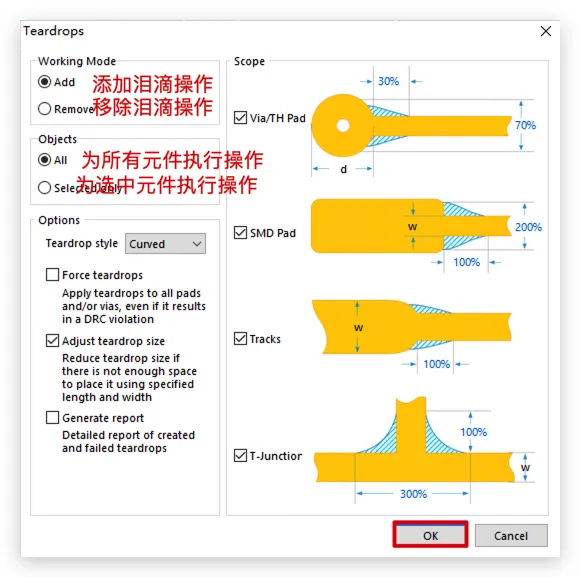 Teardrops
Working Mode
Add 添加泪滴操作
Remove 移除泪滴操作
Objects
All 为所有元件执行操作
Selected only 为选中元件执行操作
Options
Teardrop style Curved
Force teardrops
Apply teardrops to all pads
and/or vias, even if it results
in a DRC violation
Adjust teardrop size
Reduce teardrop size if
there is not enough space
to place it using specified
length and width
Generate report
Detailed report of created
and failed teardrops
Scope
Via/TH Pad
30%
70%
d
SMD Pad
w
200%
100%
Tracks
w
100%
T-Junction
100%
w
300%
OK
Cancel